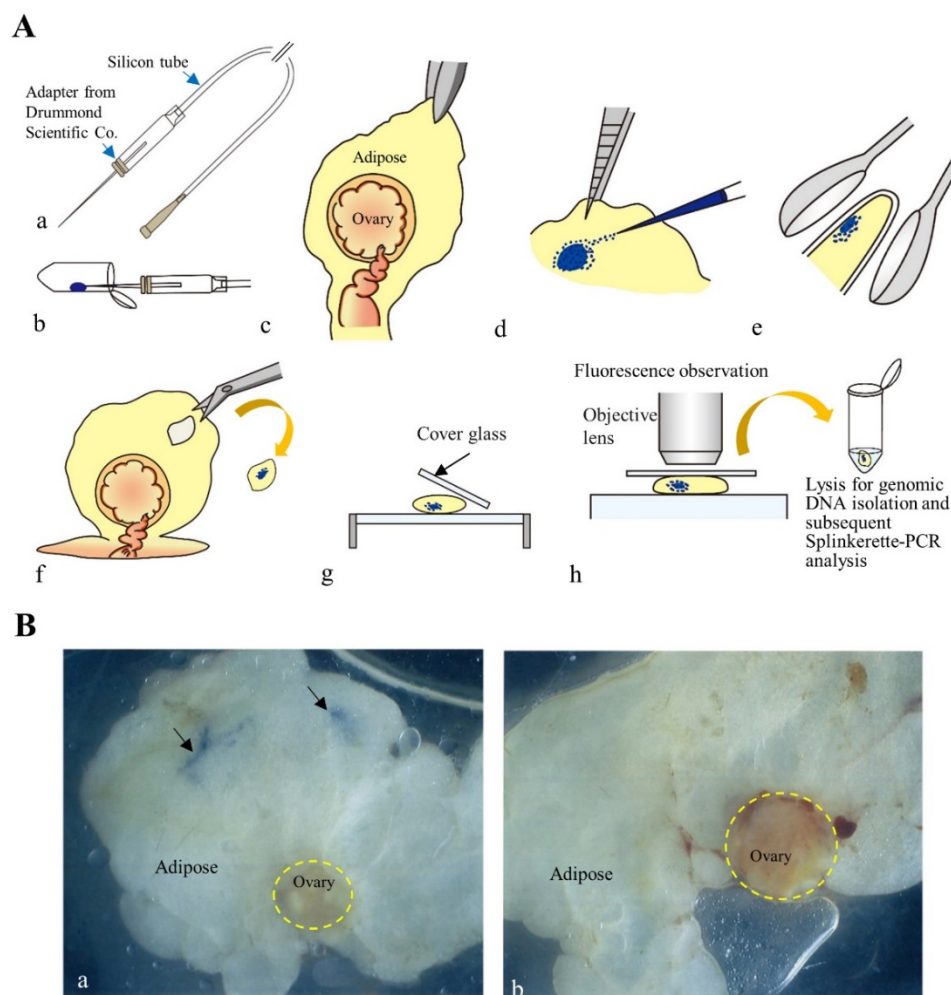 A
Silicon tube
Adapter from
Drummond
Scientific Co.
a
b
c
Adipose
Ovary
d
e
f
Cover glass
g
Fluorescence observation
Objective
lens
h
Lysis for genomic
DNA isolation and
subsequent
Splinkerette-PCR
analysis
B
Adipose
Ovary
a
Adipose
Ovary
b